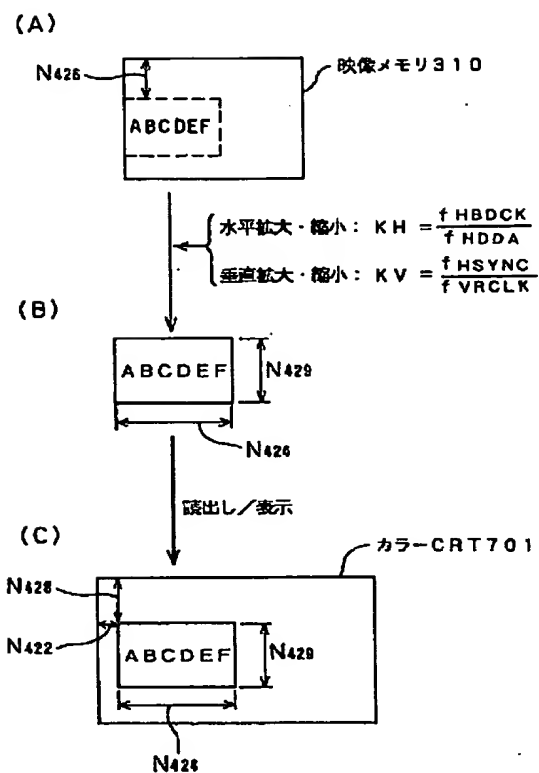 (A)
N426
映像メモリ310
ABCDEF
水平拡大・縮小: KH = fHBDCK / fHDDA
垂直拡大・縮小: KV = fHSYNC / fVRCLK
(B)
ABCDEF
N429
N424
読出し/表示
(C)
カラーCRT701
N428
N422
ABCDEF
N429
N424